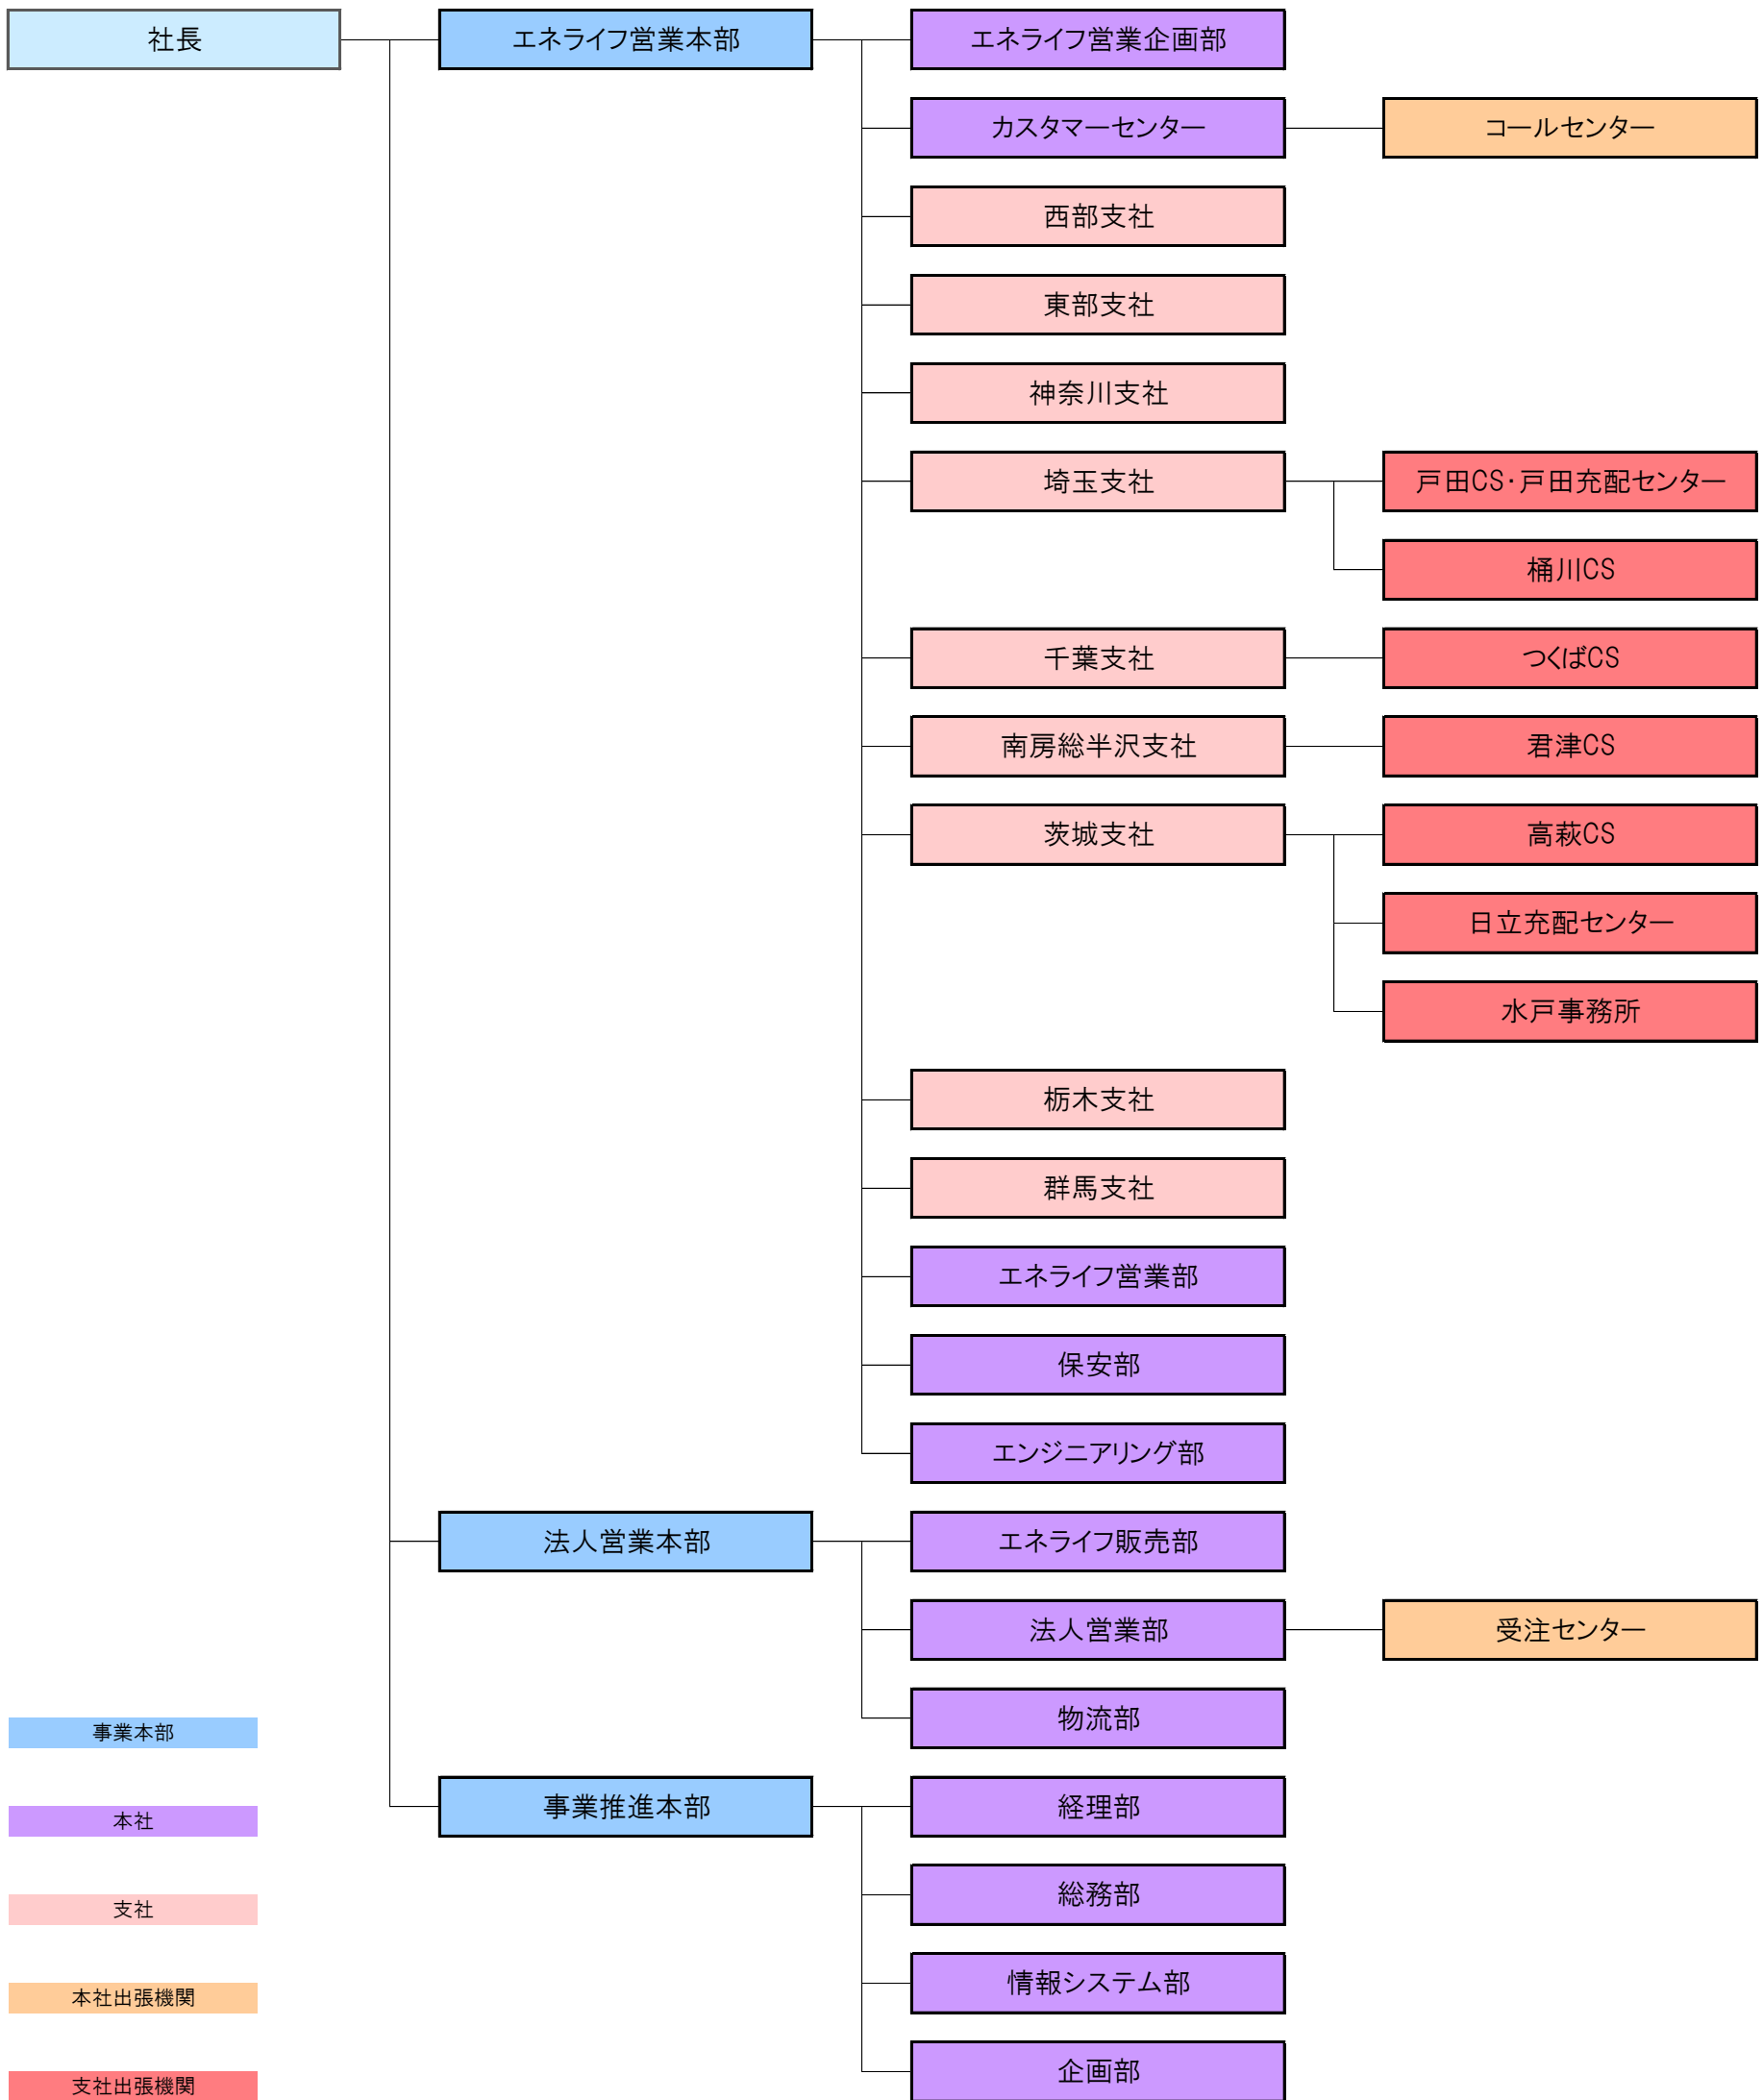 社長
エネライフ営業本部
エネライフ営業企画部
カスタマーセンター
コールセンター
西部支社
東部支社
神奈川支社
埼玉支社
戸田CS・戸田充配センター
桶川CS
千葉支社
つくばCS
南房総半沢支社
君津CS
茨城支社
高萩CS
日立充配センター
水戸事務所
栃木支社
群馬支社
エネライフ営業部
保安部
エンジニアリング部
法人営業本部
エネライフ販売部
法人営業部
受注センター
物流部
事業推進本部
経理部
総務部
情報システム部
企画部
事業本部
本社
支社
本社出張機関
支社出張機関